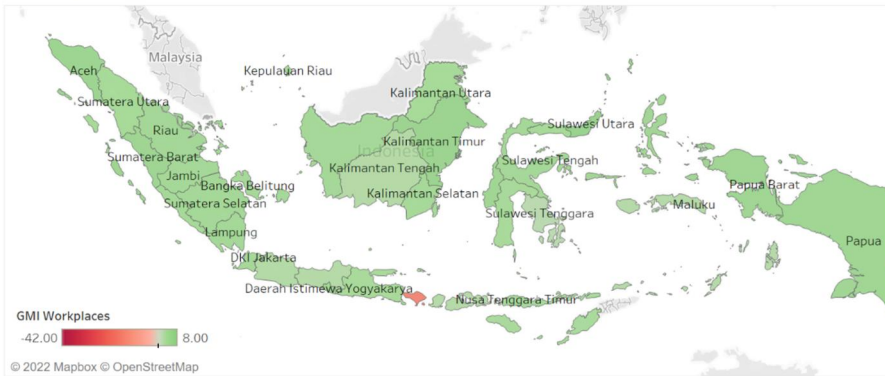 Malaysia
Kepulauan Riau
Aceh
Kalimantan Utara
Sumatera Utara
Sulawesi Utara
Riau
Kalimantan Timur
Indonesia
Sumatera Barat
Sulawesi Tengah
Kalimantan Tengah
Jambi
Bangka Belitung
Papua Barat
Kalimantan Selatan
Sumatera Selatan
Maluku
Sulawesi Tenggara
Lampung
Papua
DKI Jakarta
Daerah Istimewa Yogyakarya
Nusa Tenggara Timur
GMI Workplaces
-42.00
8.00
© 2022 Mapbox © OpenStreetMap